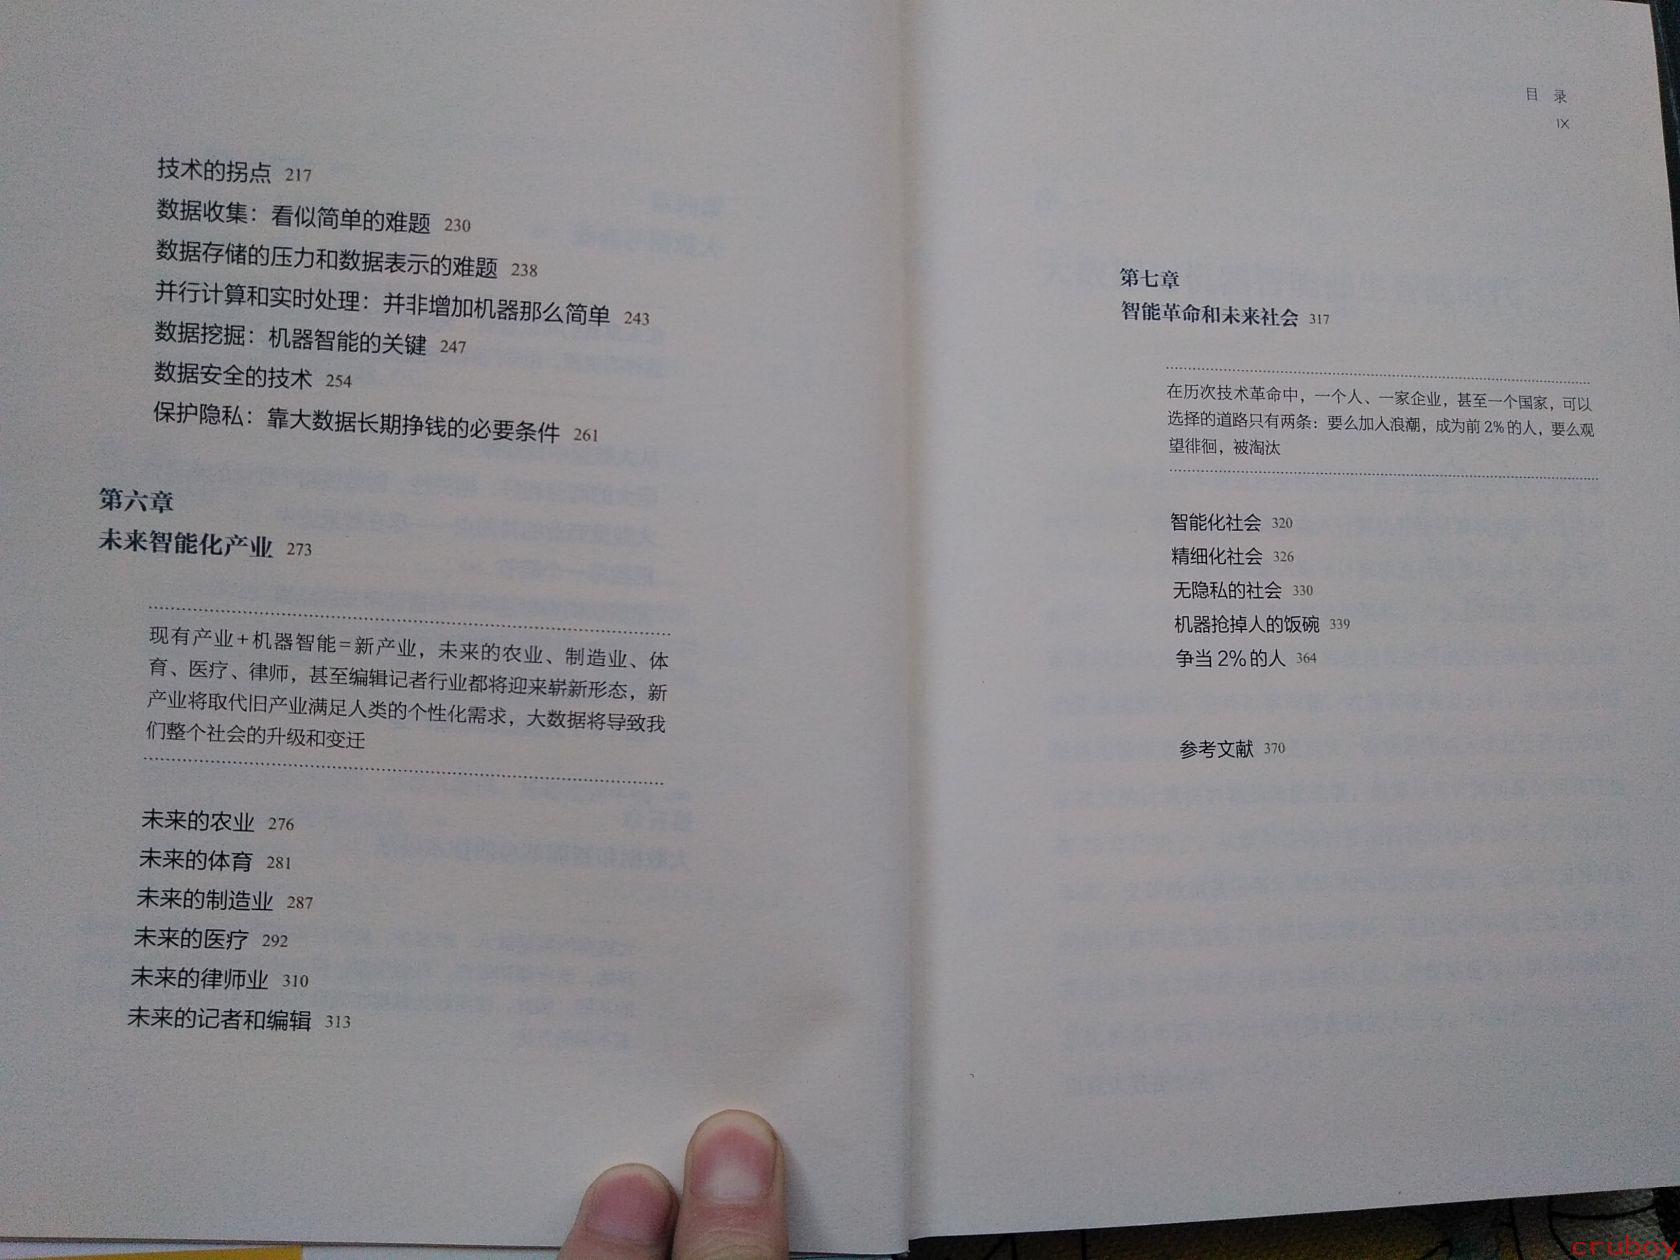 技术的拐点 217
数据收集：看似简单的难题 230
数据存储的压力和数据表示的难题 238
并行计算和实时处理：并非增加机器那么简单 243
数据挖掘：机器智能的关键 247
数据安全的技术 254
保护隐私：靠大数据长期挣钱的必要条件 261
第六章
未来智能化产业 273
现有产业+机器智能=新产业，未来的农业、制造业、体
育、医疗、律师，甚至编辑记者行业都将迎来崭新形态，新
产业将取代旧产业满足人类的个性化需求，大数据将导致我
们整个社会的升级和变迁
未来的农业 276
未来的体育 281
未来的制造业 287
未来的医疗 292
未来的律师业 310
未来的记者和编辑 313
目 录
IX
第七章
智能革命和未来社会 317
在历次技术革命中，一个人、一家企业，甚至一个国家，可以
选择的道路只有两条：要么加入浪潮，成为前2%的人，要么观
望徘徊，被淘汰
智能化社会 320
精细化社会 326
无隐私的社会 330
机器抢掉人的饭碗 339
争当2%的人 364
参考文献 370
cruboy